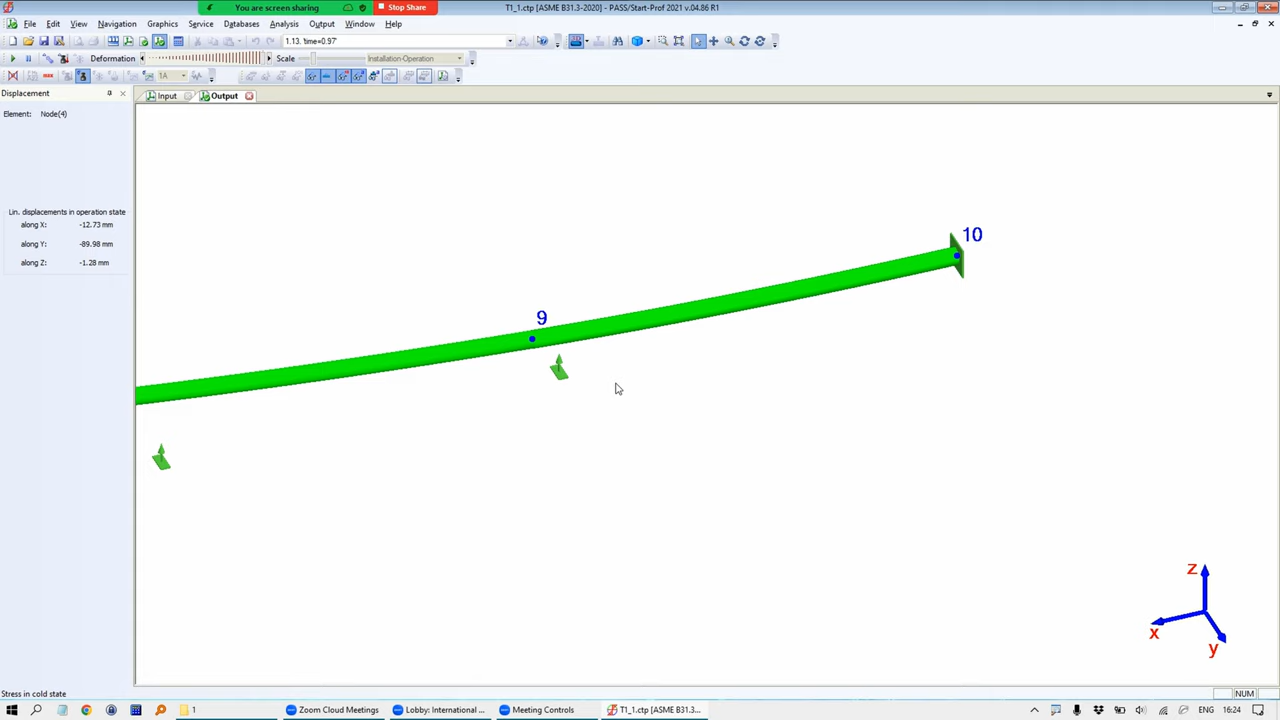 You are screen sharing
Stop Share
T1_1.ctp [ASME B31.3-2020] - PASS/Start-Prof 2021 v.04.86 R1
File Edit View Navigation Graphics Service Databases Analysis Output Window Help
1.13. 'time=0.97'
Deformation
Scale
Installation-Operation
1A
Displacement
Input
Output
Element: Node(4)
Lin. displacements in operation state
along X: -12.73 mm
along Y: -89.98 mm
along Z: -1.28 mm
10
9
z
x
y
Stress in cold state
NUM
1
Zoom Cloud Meetings
Lobby: International ...
Meeting Controls
T1_1.ctp [ASME B31.3...
ENG
16:24